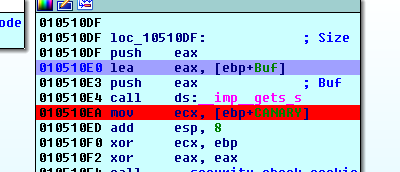 ode
010510DF
010510DF loc_10510DF: ; Size
010510DF push eax
010510E0 lea eax, [ebp+Buf]
010510E3 push eax ; Buf
010510E4 call ds:__imp__gets_s
010510EA mov ecx, [ebp+CANARY]
010510ED add esp, 8
010510F0 xor ecx, ebp
010510F2 xor eax, eax